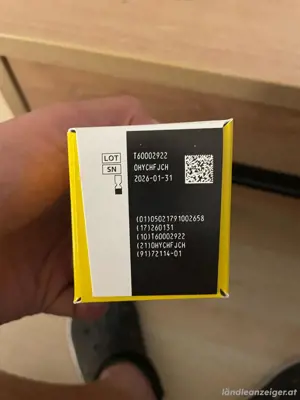 LOT
T60002922
SN
0HYCHFJCH
2026-01-31
(01)05021791002658
(17)260131
(10)T60002922
(21)0HYCHFJCH
(91)72114-01
ländleanzeiger.at